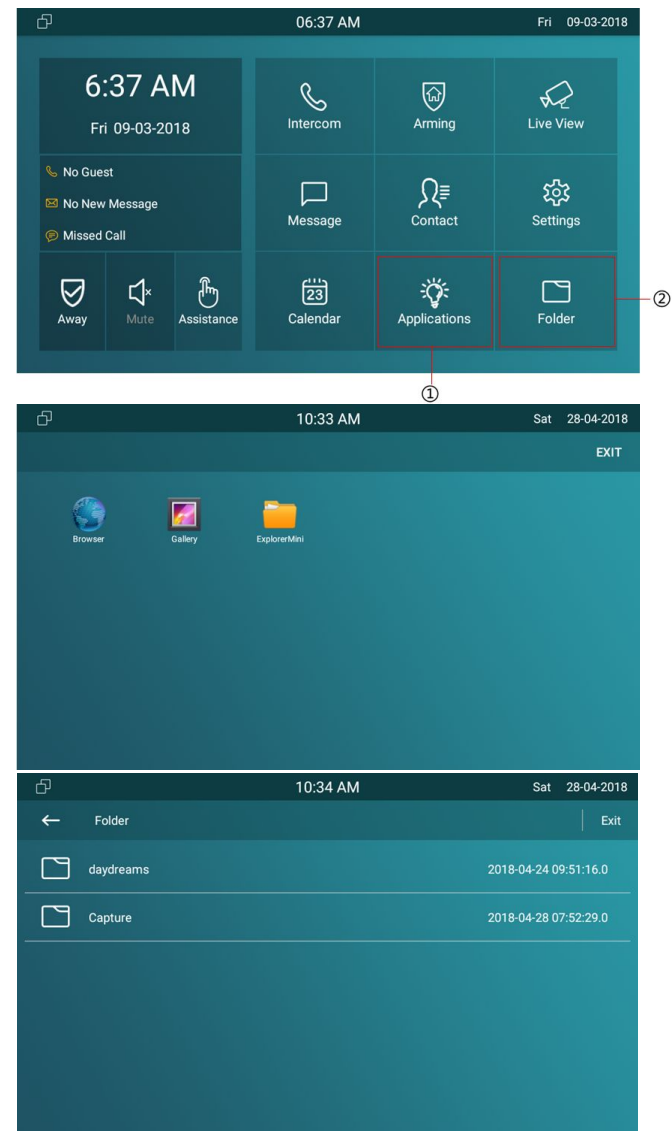 06:37 AM Fri 09-03-2018
6:37 AM
Fri 09-03-2018
Intercom Arming Live View
No Guest
No New Message
Missed Call
Message Contact Settings
23
Away Mute Assistance Calendar Applications Folder
②
①
10:33 AM Sat 28-04-2018
EXIT
Browser Gallery ExplorerMini
10:34 AM Sat 28-04-2018
Folder Exit
daydreams 2018-04-24 09:51:16.0
Capture 2018-04-28 07:52:29.0